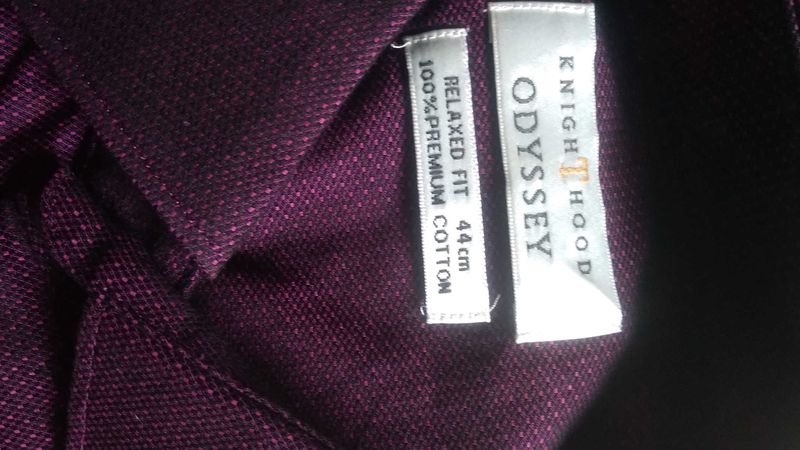 KNIGHTHOOD
ODYSSEY
RELAXED FIT 44cm
100%PREMIUM COTTON